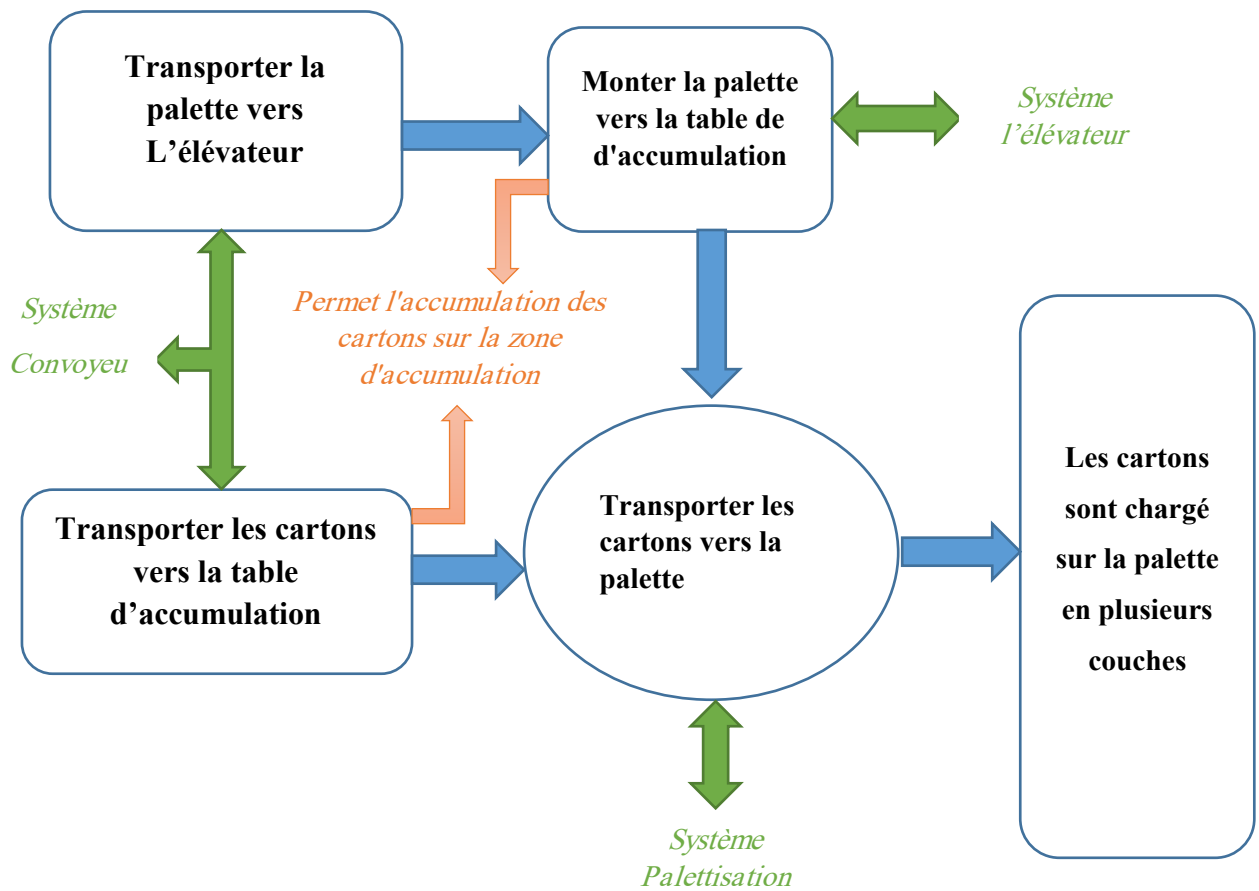 Transporter la
palette vers
L’élévateur
Monter la palette
vers la table de
d'accumulation
Système
l’élévateur
Système
Convoyeu
Permet l'accumulation des
cartons sur la zone
d'accumulation
Transporter les cartons
vers la table
d’accumulation
Transporter les
cartons vers la
palette
Les cartons
sont chargé
sur la palette
en plusieurs
couches
Système
Palettisation